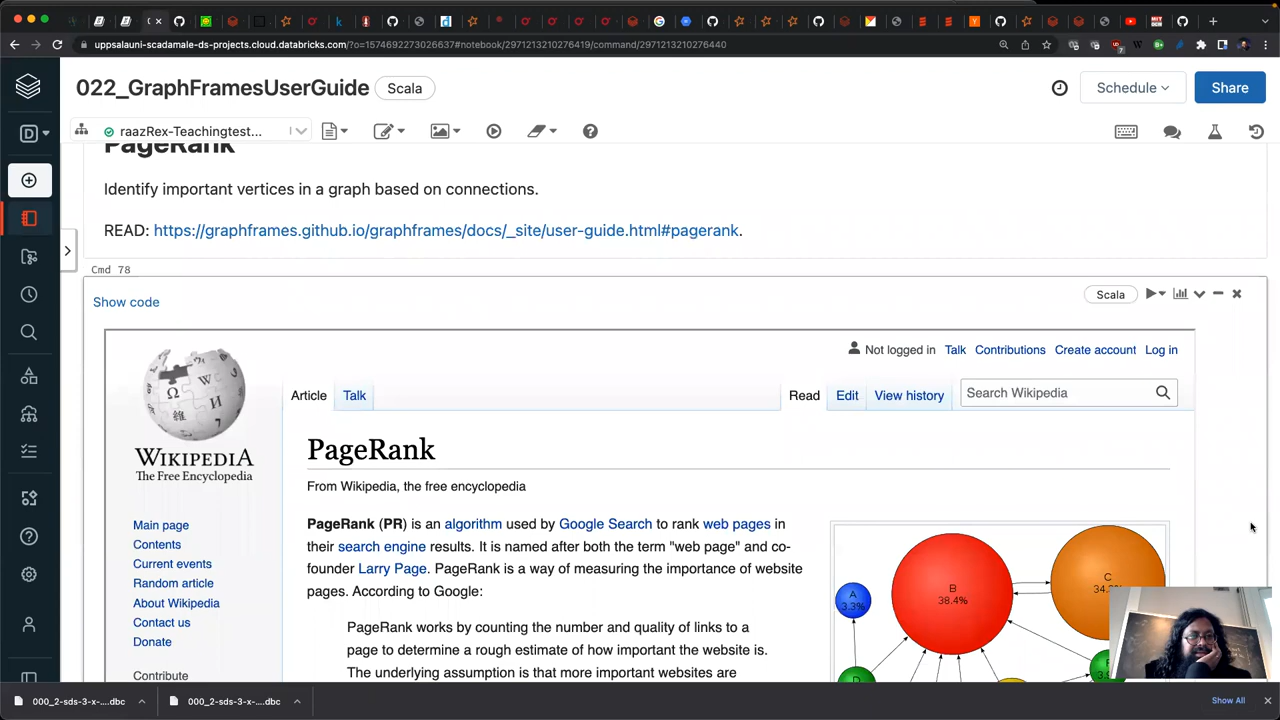 uppsalauni-scadamale-ds-projects.cloud.databricks.com/?o=1574692273026637#notebook/2971213210276419/command/2971213210276440
022_GraphFramesUserGuide
Scala
Schedule
Share
D
raazRex-Teachingtest...
PageRank
Identify important vertices in a graph based on connections.
READ: https://graphframes.github.io/graphframes/docs/_site/user-guide.html#pagerank.
Cmd 78
Show code
Scala
Not logged in Talk Contributions Create account Log in
Article Talk
Read Edit View history
Search Wikipedia
WIKIPEDIA
The Free Encyclopedia
PageRank
From Wikipedia, the free encyclopedia
Main page
Contents
Current events
Random article
About Wikipedia
Contact us
Donate
Contribute
PageRank (PR) is an algorithm used by Google Search to rank web pages in
their search engine results. It is named after both the term "web page" and co-
founder Larry Page. PageRank is a way of measuring the importance of website
pages. According to Google:
PageRank works by counting the number and quality of links to a
page to determine a rough estimate of how important the website is.
The underlying assumption is that more important websites are
A
3.3%
B
38.4%
C
D
000_2-sds-3-x-....dbc
000_2-sds-3-x-....dbc
Show All